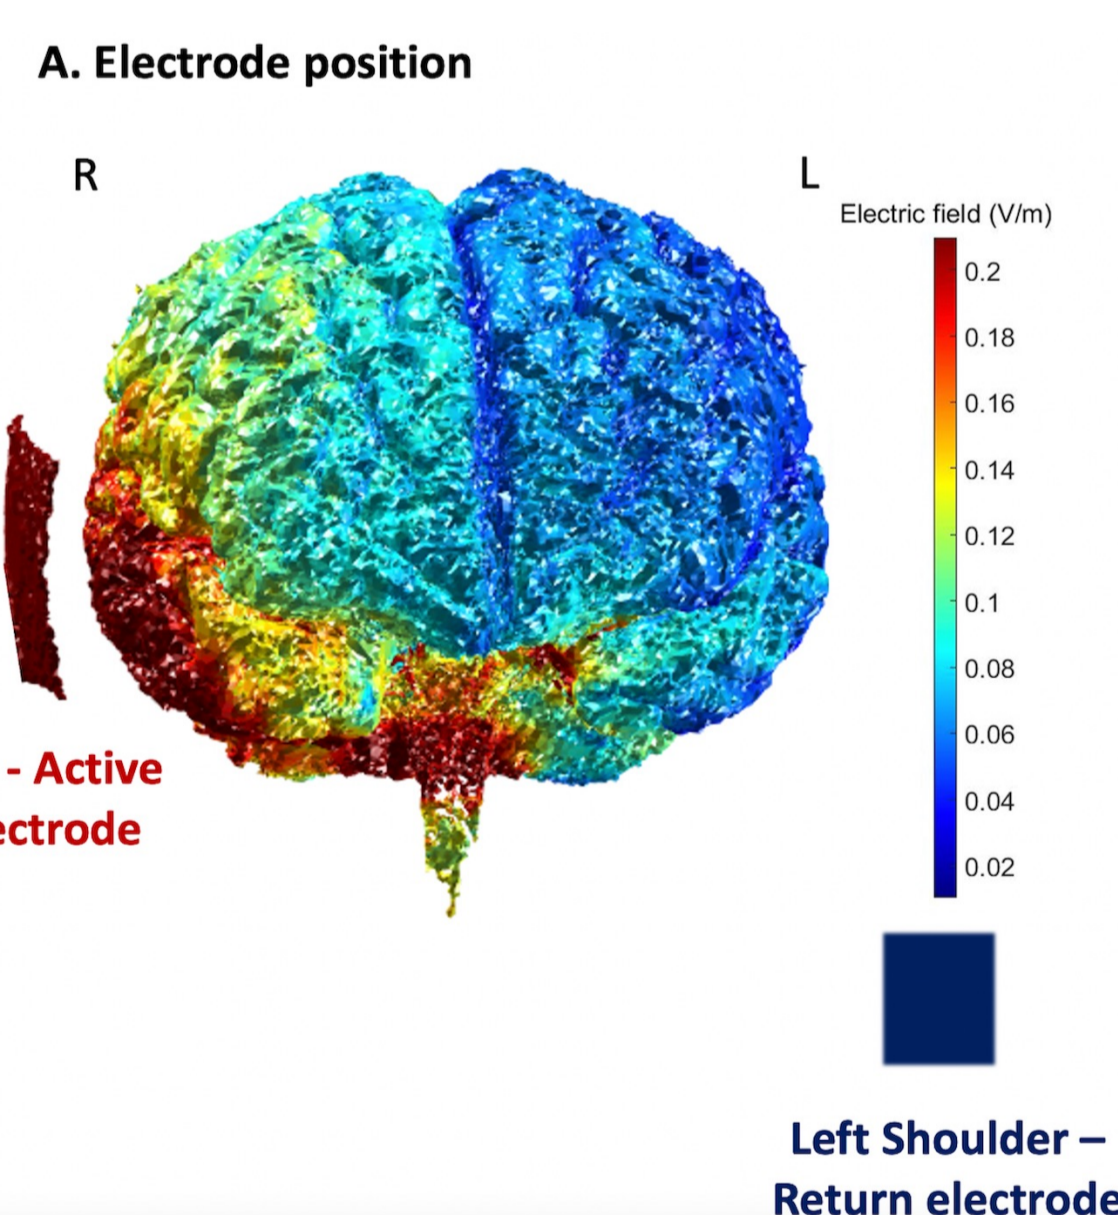 A. Electrode position
R
L
Electric field (V/m)
0.2
0.18
0.16
0.14
0.12
0.1
0.08
0.06
0.04
0.02
- Active
ectrode
Left Shoulder –
Return electrode